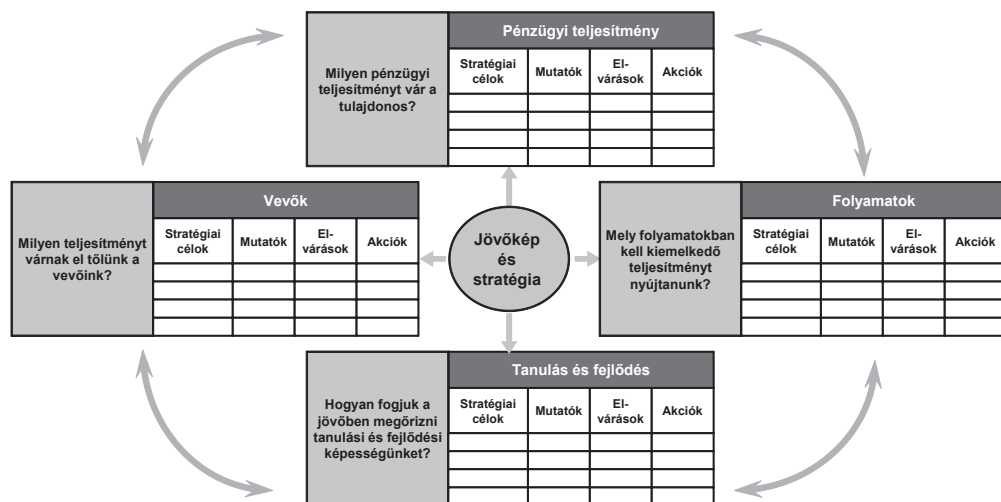 Pénzügyi teljesítmény
Milyen pénzügyi
teljesítményt vár a
tulajdonos?
Stratégiai
célok
Mutatók
El-
várások
Akciók
Vevők
Milyen teljesítményt
várnak el tőlünk a
vevőink?
Stratégiai
célok
Mutatók
El-
várások
Akciók
Jövőkép
és
stratégia
Folyamatok
Mely folyamatokban
kell kiemelkedő
teljesítményt
nyújtanunk?
Stratégiai
célok
Mutatók
El-
várások
Akciók
Tanulás és fejlődés
Hogyan fogjuk a
jövőben megőrizni
tanulási és fejlődési
képességünket?
Stratégiai
célok
Mutatók
El-
várások
Akciók